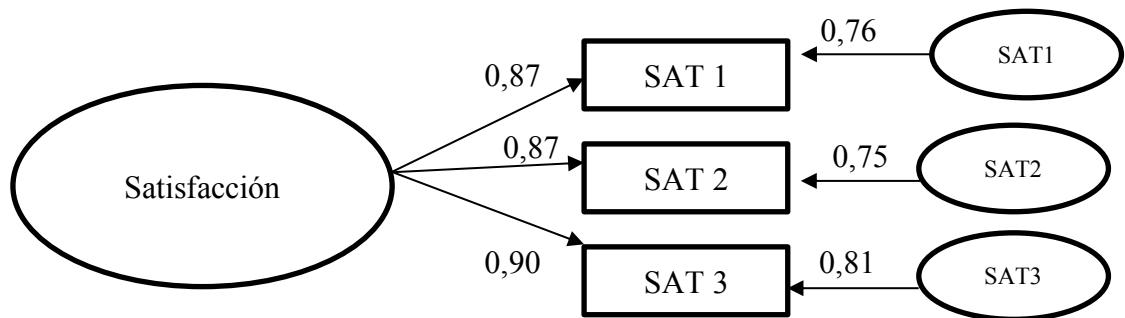 0,76
SAT1
0,87
SAT 1
0,87
0,75
SAT2
Satisfacción
SAT 2
0,90
0,81
SAT3
SAT 3